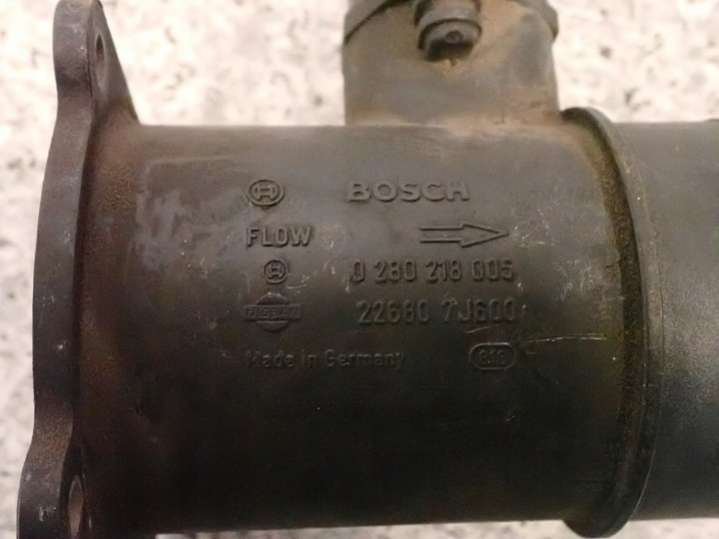 BOSCH
FLOW
0 280 218 005
NISSAN
22680 7J600
Made in Germany